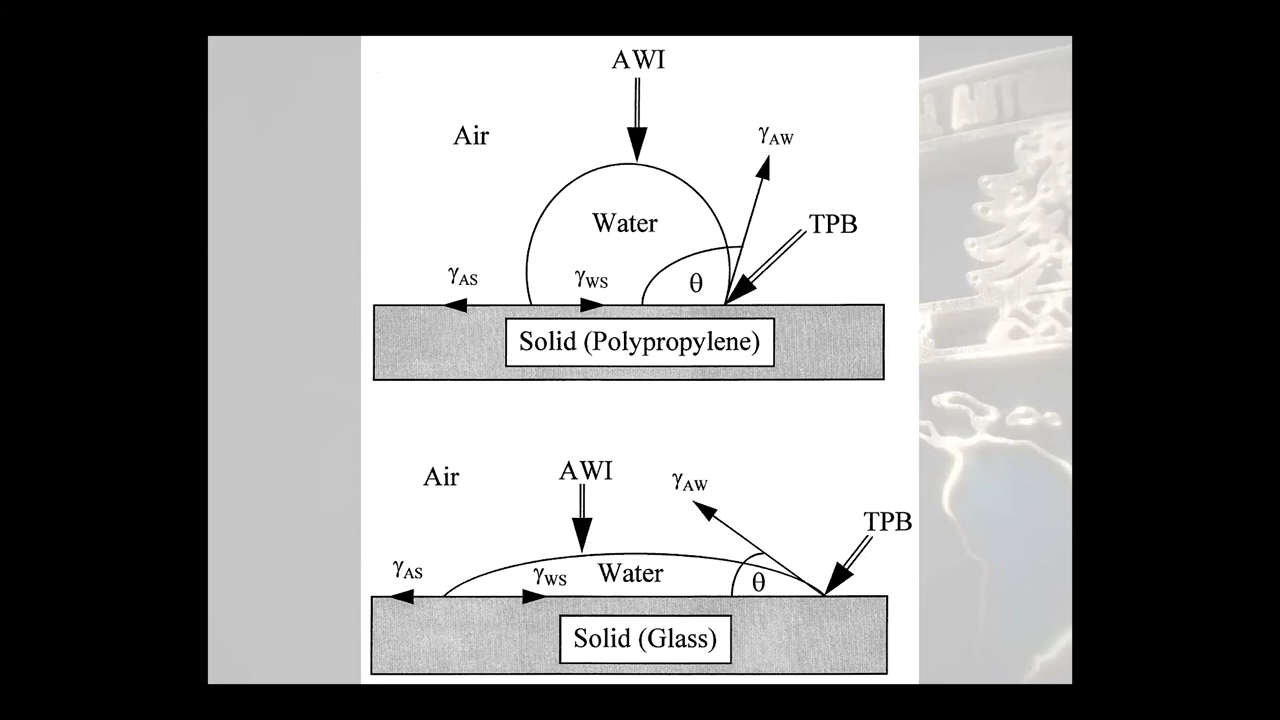 AWI
Air
γAW
Water
TPB
γAS
γWS
θ
Solid (Polypropylene)
Air
AWI
γAW
TPB
γAS
γWS
Water
θ
Solid (Glass)